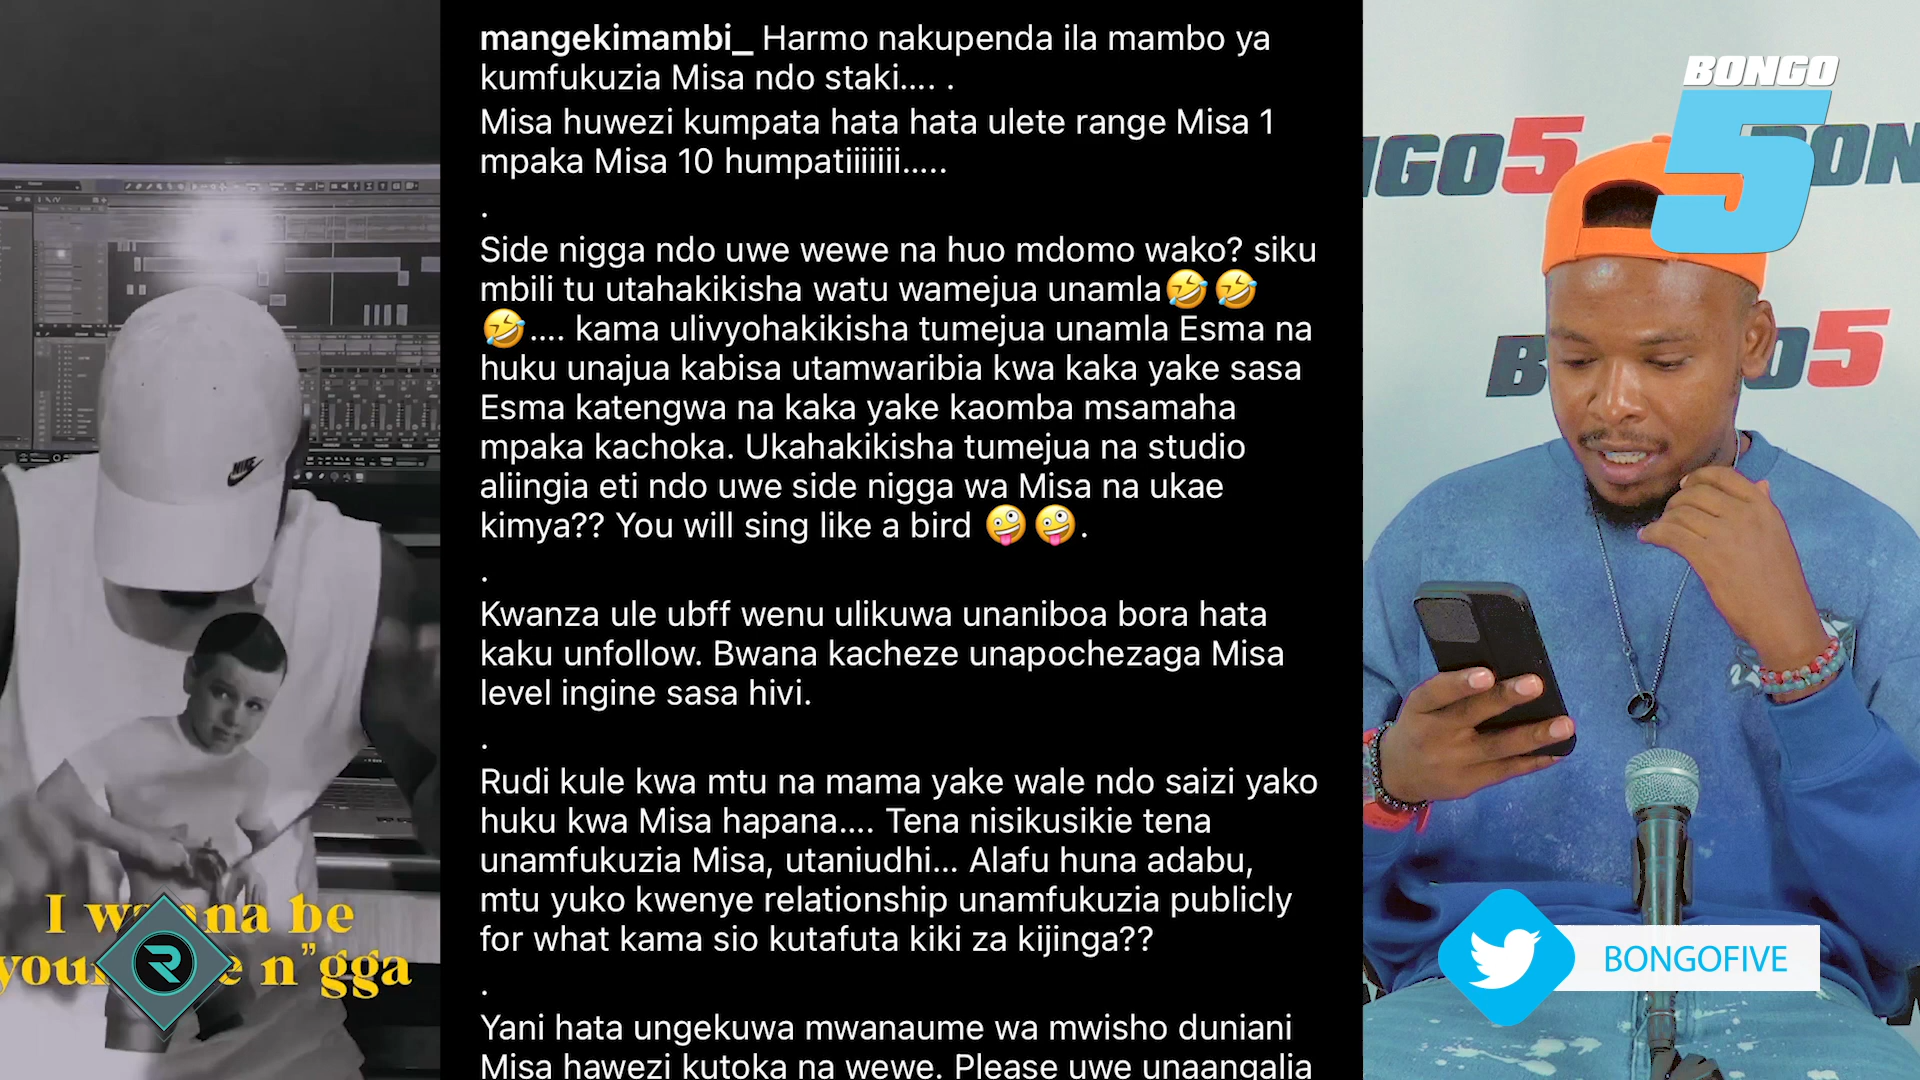 mangekimambi_ Harmo nakupenda ila mambo ya
kumfukuzia Misa ndo staki.... .
Misa huwezi kumpata hata hata ulete range Misa 1
mpaka Misa 10 humpatiiiiiii.....
.
Side nigga ndo uwe wewe na huo mdomo wako? siku
mbili tu utahakikisha watu wamejua unamla🤣🤣
🤣.... kama ulivyohakikisha tumejua unamla Esma na
huku unajua kabisa utamwaribia kwa kaka yake sasa
Esma katengwa na kaka yake kaomba msamaha
mpaka kachoka. Ukahakikisha tumejua na studio
aliingia eti ndo uwe side nigga wa Misa na ukae
kimya?? You will sing like a bird 🤪🤪.
.
Kwanza ule ubff wenu ulikuwa unaniboa bora hata
kaku unfollow. Bwana kacheze unapochezaga Misa
level ingine sasa hivi.
.
Rudi kule kwa mtu na mama yake wale ndo saizi yako
huku kwa Misa hapana.... Tena nisikusikie tena
unamfukuzia Misa, utaniudhi... Alafu huna adabu,
mtu yuko kwenye relationship unamfukuzia publicly
for what kama sio kutafuta kiki za kijinga??
.
Yani hata ungekuwa mwanaume wa mwisho duniani
Misa hawezi kutoka na wewe. Please uwe unaangalia
NIKE
I be
n"gga
R
BONGO
5
NGO5
BON
B O5
BONGOFIVE